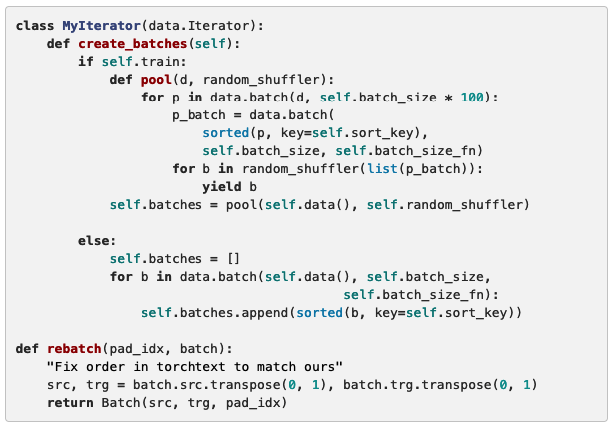 class MyIterator(data.Iterator):
    def create_batches(self):
        if self.train:
            def pool(d, random_shuffler):
                for p in data.batch(d, self.batch_size * 100):
                    p_batch = data.batch(
                        sorted(p, key=self.sort_key),
                        self.batch_size, self.batch_size_fn)
                    for b in random_shuffler(list(p_batch)):
                        yield b
            self.batches = pool(self.data(), self.random_shuffler)

        else:
            self.batches = []
            for b in data.batch(self.data(), self.batch_size,
                                          self.batch_size_fn):
                self.batches.append(sorted(b, key=self.sort_key))

def rebatch(pad_idx, batch):
    "Fix order in torchtext to match ours"
    src, trg = batch.src.transpose(0, 1), batch.trg.transpose(0, 1)
    return Batch(src, trg, pad_idx)